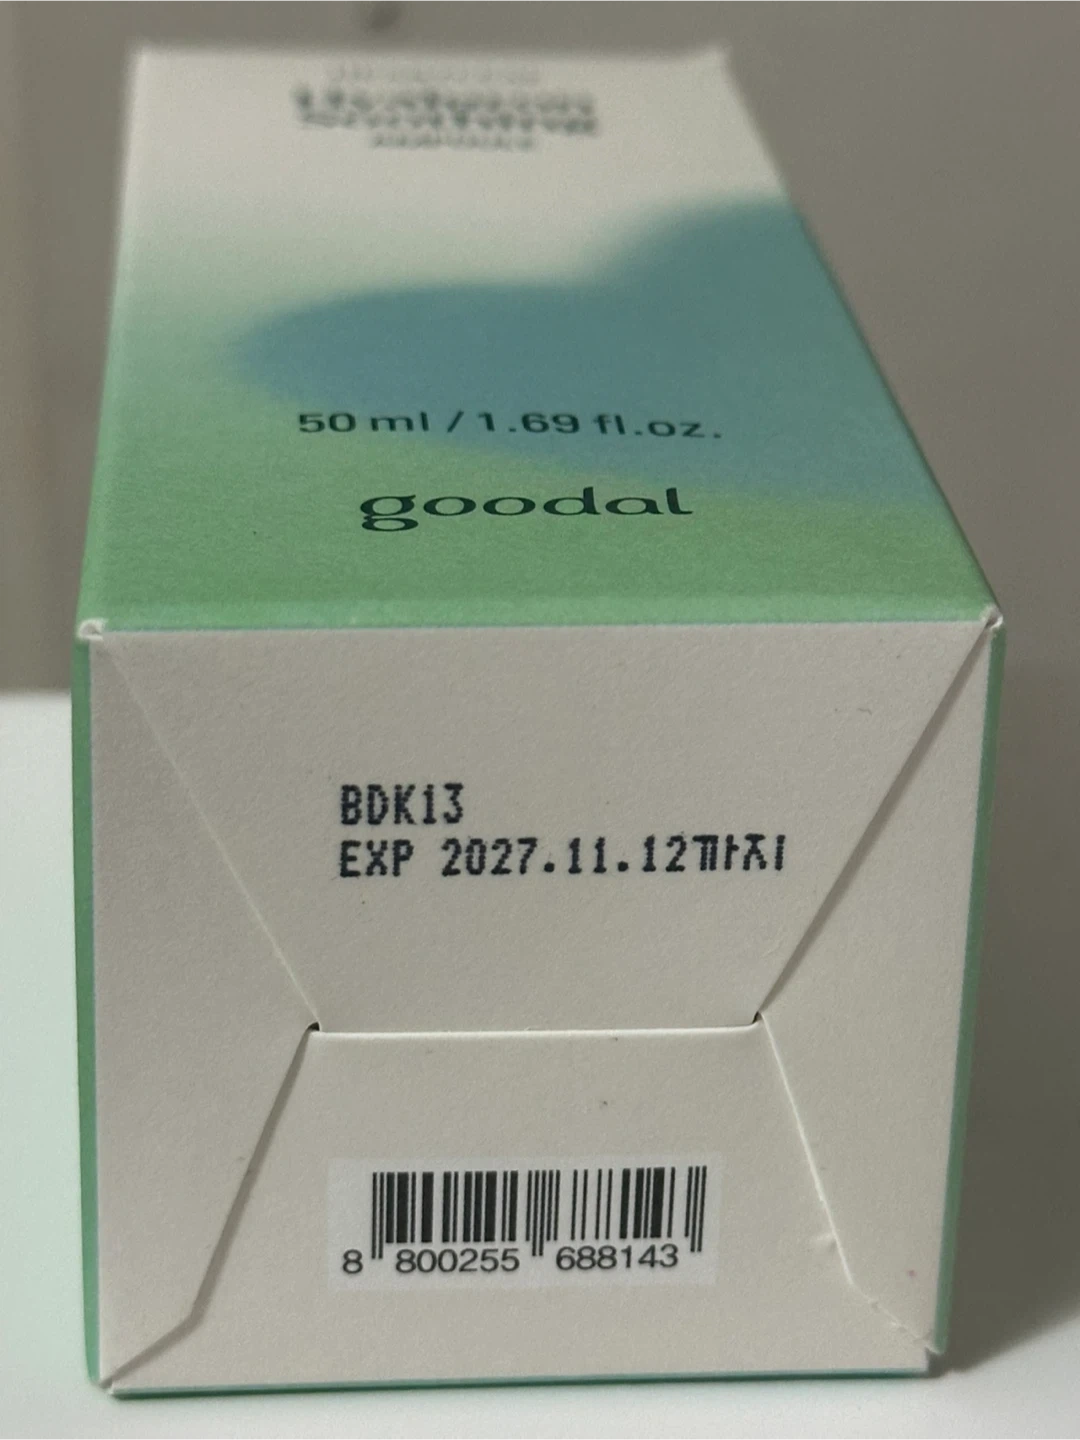 50 ml / 1.69 fl.oz.
goodal
BDK13
EXP 2027.11.12까지
8 800255 688143